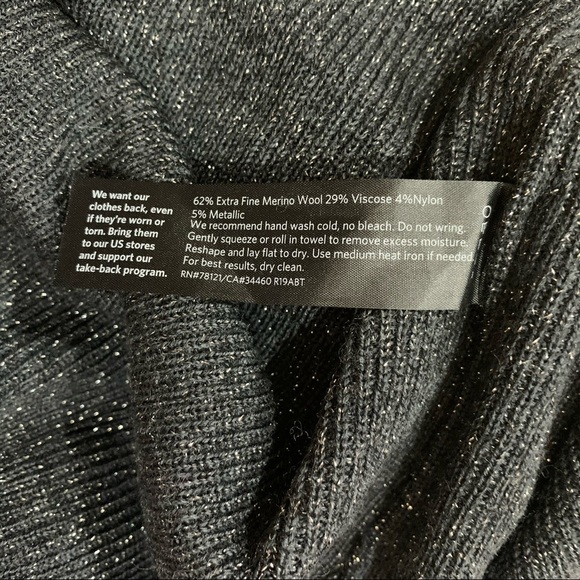 We want our
clothes back, even
if they're worn or
torn. Bring them
to our US stores
and support our
take-back program.
62% Extra Fine Merino Wool 29% Viscose 4%Nylon
5% Metallic
We recommend hand wash cold, no bleach. Do not wring.
Gently squeeze or roll in towel to remove excess moisture.
Reshape and lay flat to dry. Use medium heat iron if needed.
For best results, dry clean.
RN#78121/CA#34460 R19ABT